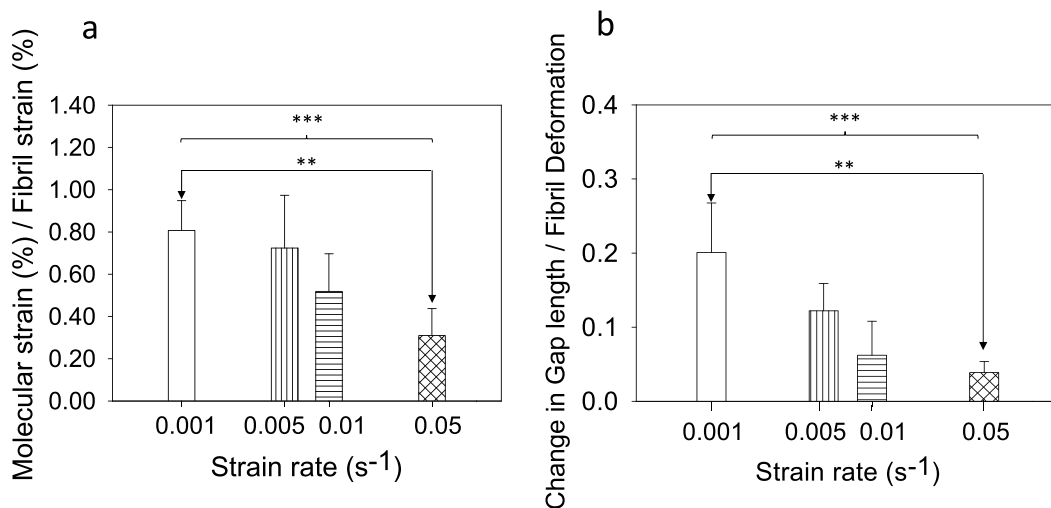 a
Molecular strain (%) / Fibril strain (%)
1.40
1.20
1.00
0.80
0.60
0.40
0.20
0.00
***
**
0.001 0.005 0.01 0.05
Strain rate (s-1)
b
Change in Gap length / Fibril Deformation
0.4
0.3
0.2
0.1
0.0
***
**
0.001 0.005 0.01 0.05
Strain rate (s-1)